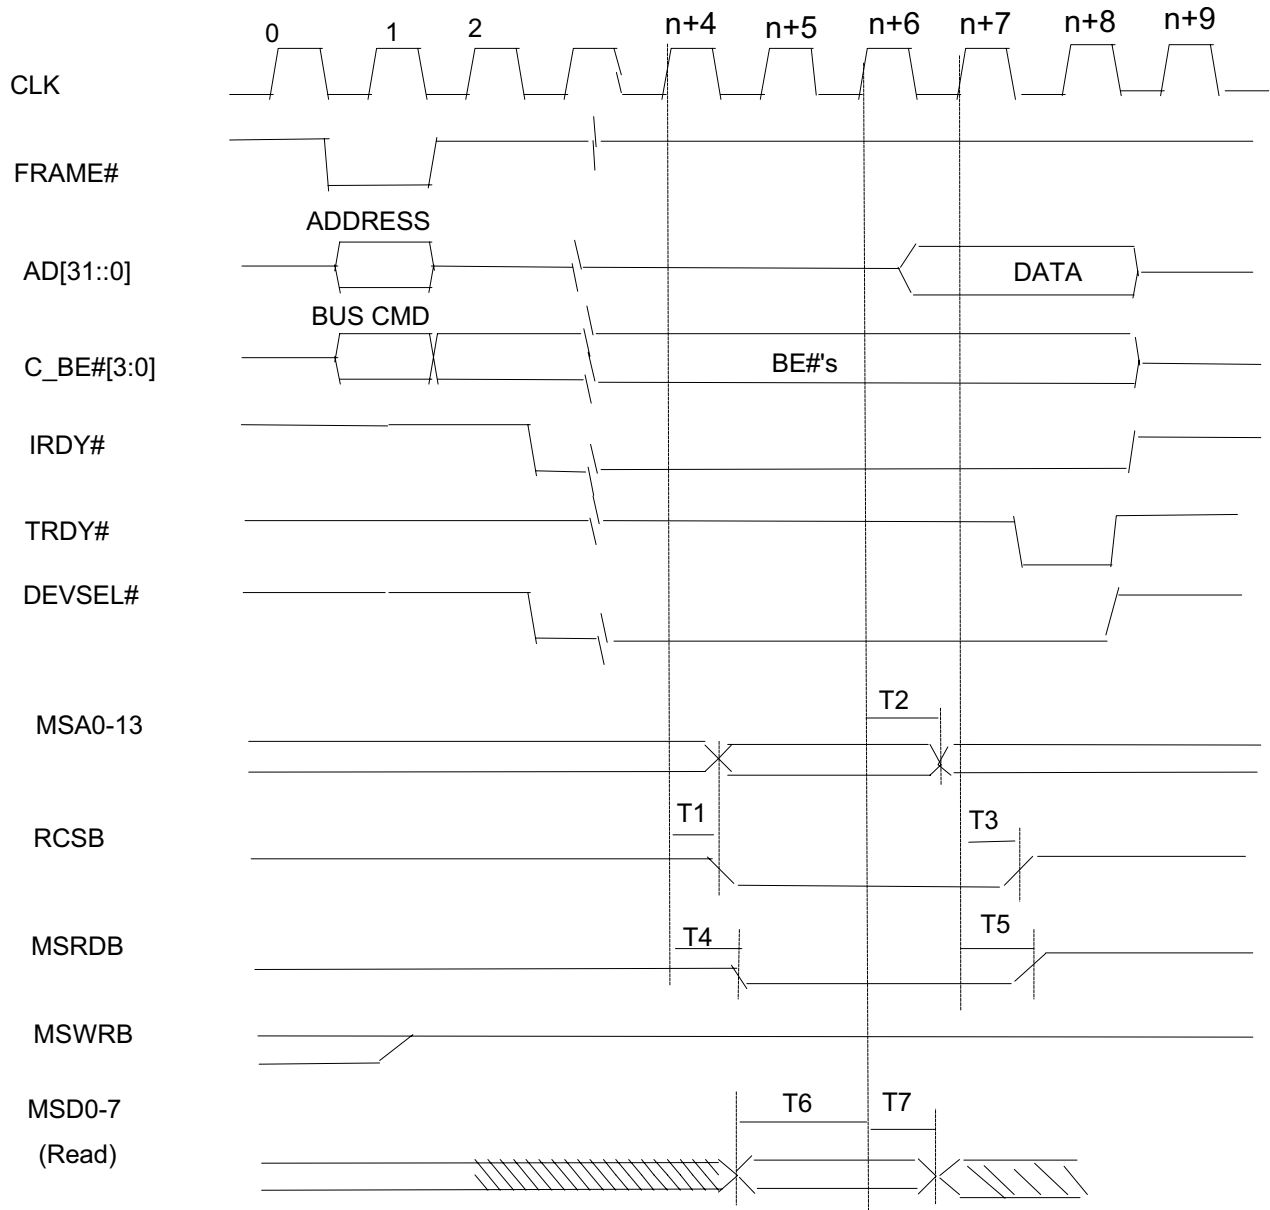 0 1 2 n+4 n+5 n+6 n+7 n+8 n+9
CLK
FRAME#
ADDRESS
AD[31::0]
DATA
BUS CMD
C_BE#[3:0]
BE#'s
IRDY#
TRDY#
DEVSEL#
T2
MSA0-13
T1
T3
RCSB
T4
T5
MSRDB
MSWRB
MSD0-7
T6
T7
(Read)